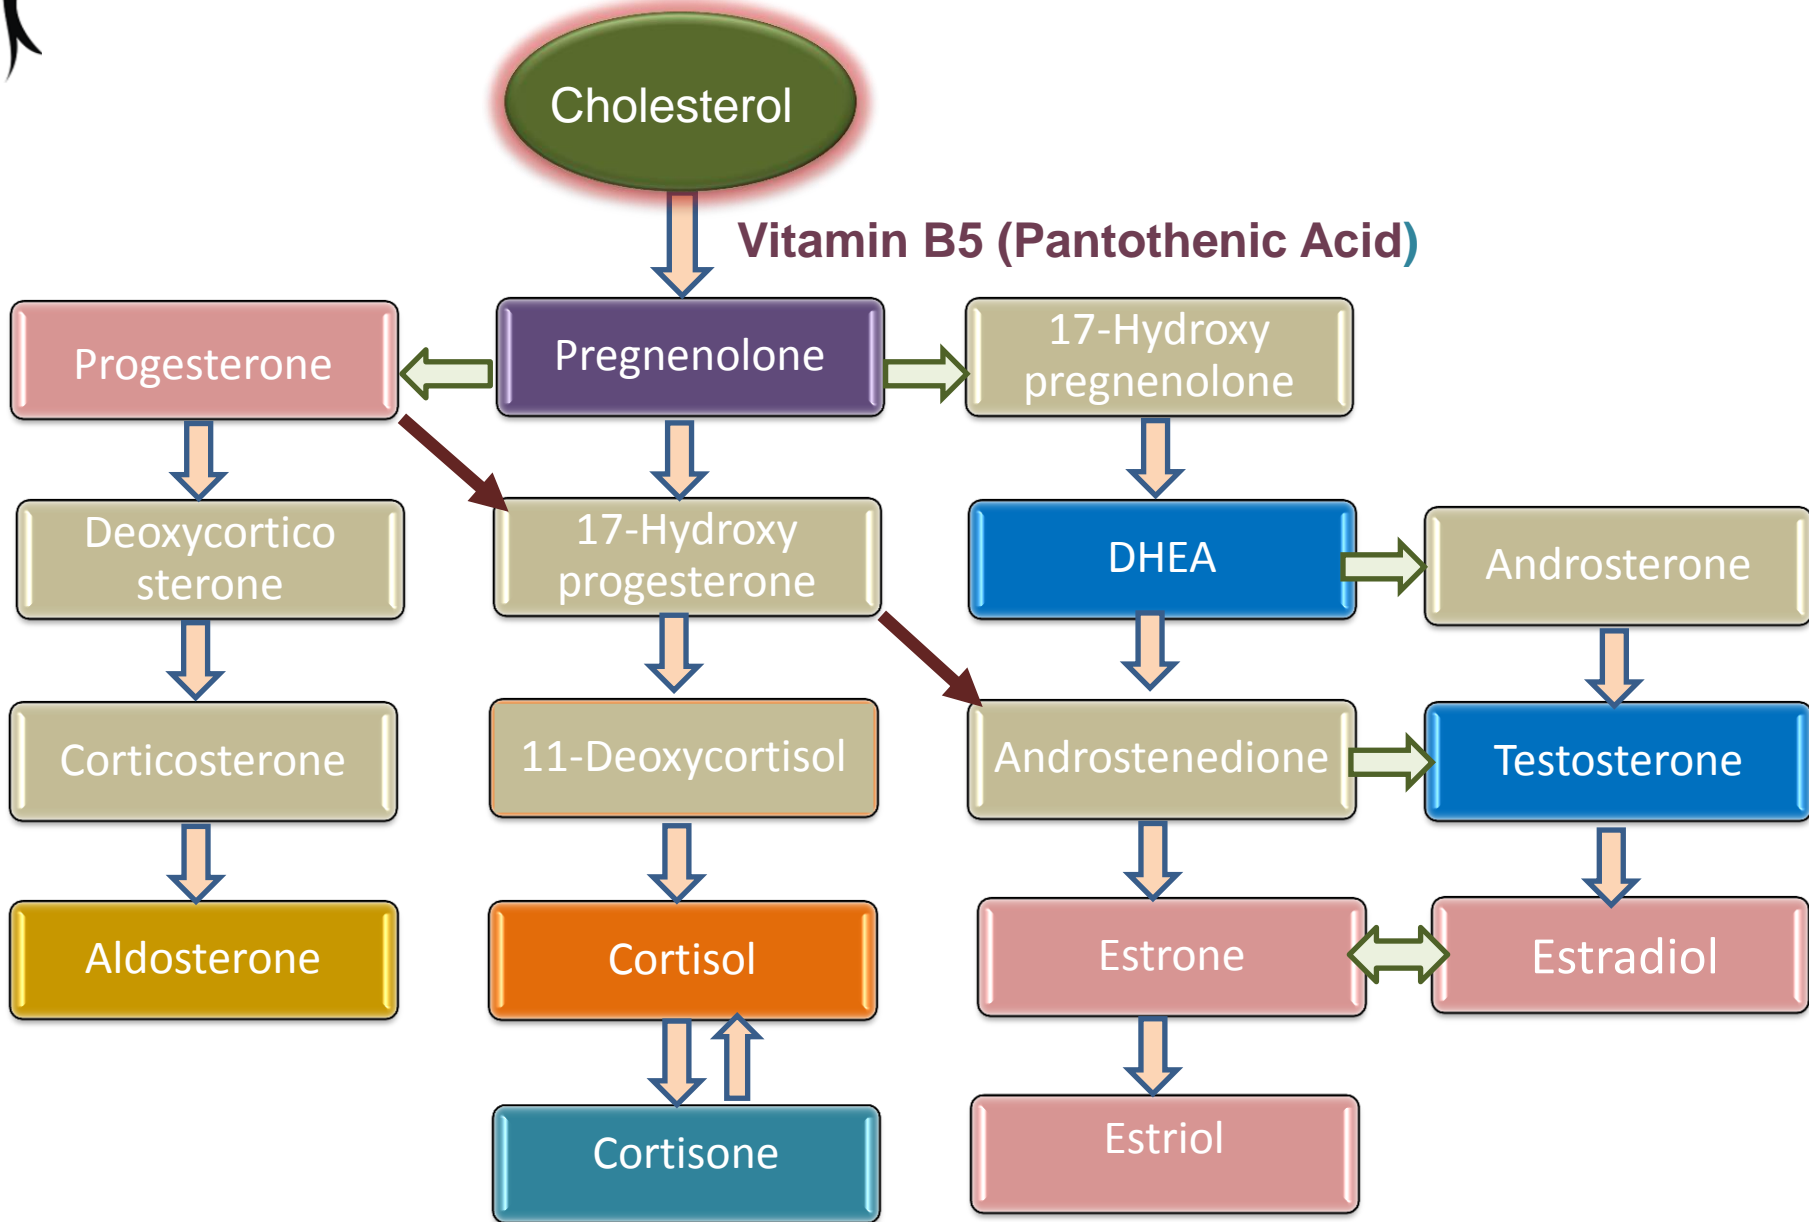 Cholesterol
Vitamin B5 (Pantothenic Acid)
Progesterone
Pregnenolone
17-Hydroxy
pregnenolone
Deoxycortico
sterone
17-Hydroxy
progesterone
DHEA
Androsterone
Corticosterone
11-Deoxycortisol
Androstenedione
Testosterone
Aldosterone
Cortisol
Estrone
Estradiol
Cortisone
Estriol